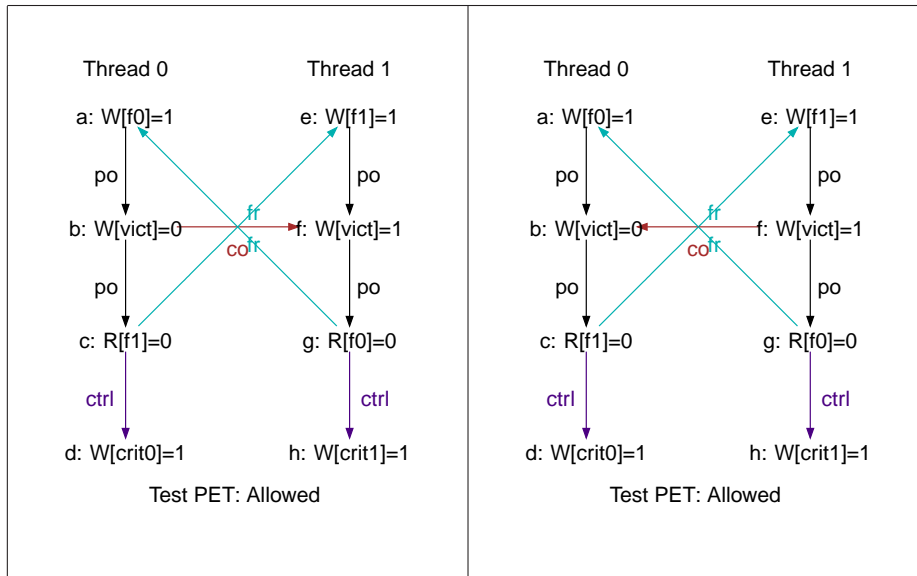 Thread 0 Thread 1
a: W[f0]=1 e: W[f1]=1
po po
b: W[vict]=0 fr f: W[vict]=1
co fr
po po
c: R[f1]=0 g: R[f0]=0
ctrl ctrl
d: W[crit0]=1 h: W[crit1]=1
Test PET: Allowed
Thread 0 Thread 1
a: W[f0]=1 e: W[f1]=1
po po
b: W[vict]=0 fr f: W[vict]=1
co fr
po po
c: R[f1]=0 g: R[f0]=0
ctrl ctrl
d: W[crit0]=1 h: W[crit1]=1
Test PET: Allowed